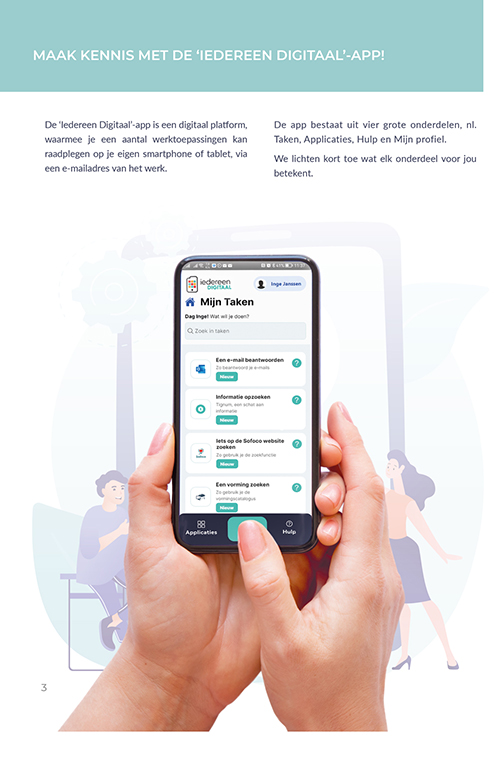 MAAK KENNIS MET DE ‘IEDEREEN DIGITAAL’-APP!
De ‘Iedereen Digitaal’-app is een digitaal platform,
waarmee je een aantal werktoepassingen kan
raadplegen op je eigen smartphone of tablet, via
een e-mailadres van het werk.
De app bestaat uit vier grote onderdelen, nl.
Taken, Applicaties, Hulp en Mijn profiel.
We lichten kort toe wat elk onderdeel voor jou
betekent.
iedereen
DIGITAAL
Inge Janssen
Mijn Taken
Dag Inge! Wat wil je doen?
Zoek in taken
Een e-mail beantwoorden
Zo beantwoord je e-mails
Nieuw
?
Informatie opzoeken
Tignum, een schat aan
informatie
Nieuw
?
Iets op de Sofoco website
zoeken
Zo gebruik je de zoekfunctie
Nieuw
?
Een vorming zoeken
Zo gebruik je de
vormingscatalogus
Nieuw
?
Applicaties
Hulp
3